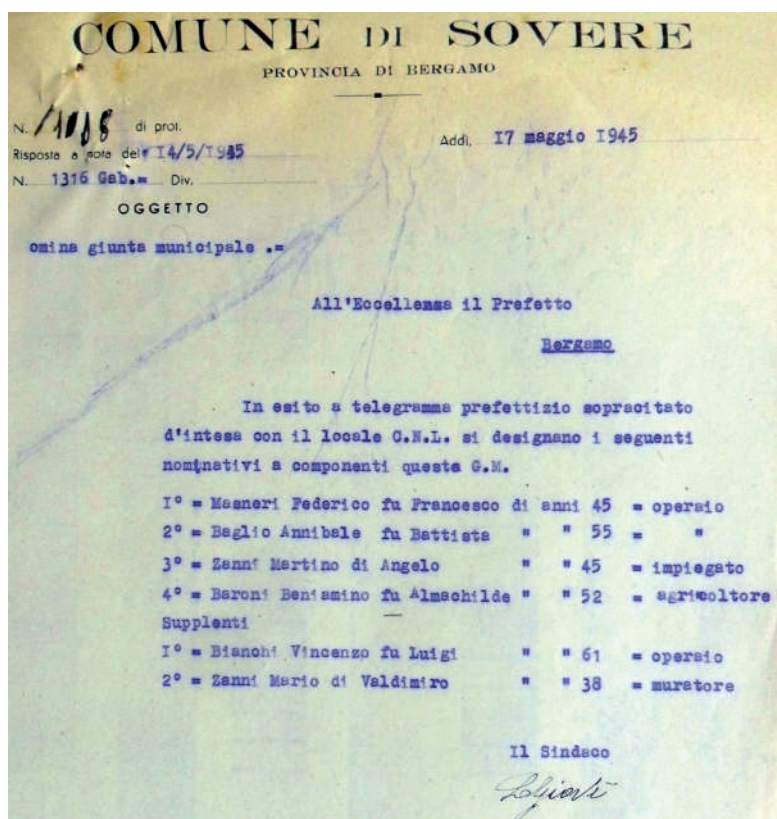 COMUNE DI SOVERE
PROVINCIA DI BERGAMO
N. di prot.
Addì, 17 maggio 1945
Risposta a nota del 14/5/1945
N. 1316 Gab.= Div.
OGGETTO
omina giunta municipale .=
All'Eccellenza il Prefetto
Bergamo
In esito a telegramma prefettizio sopracitato
d'intesa con il locale C.N.L. si designano i seguenti
nominativi a componenti questa G.M.
I° = Masneri Federico fu Francesco di anni 45 = operaio
2° = Baglio Annibale fu Battista " " 55 = "
3° = Zanni Martino di Angelo " " 45 = impiegato
4° = Baroni Beniamino fu Almachilde " " 52 = agricoltore
Supplenti
I° = Bianchi Vincenzo fu Luigi " " 61 = operaio
2° = Zanni Mario di Valdimiro " " 38 = muratore
Il Sindaco